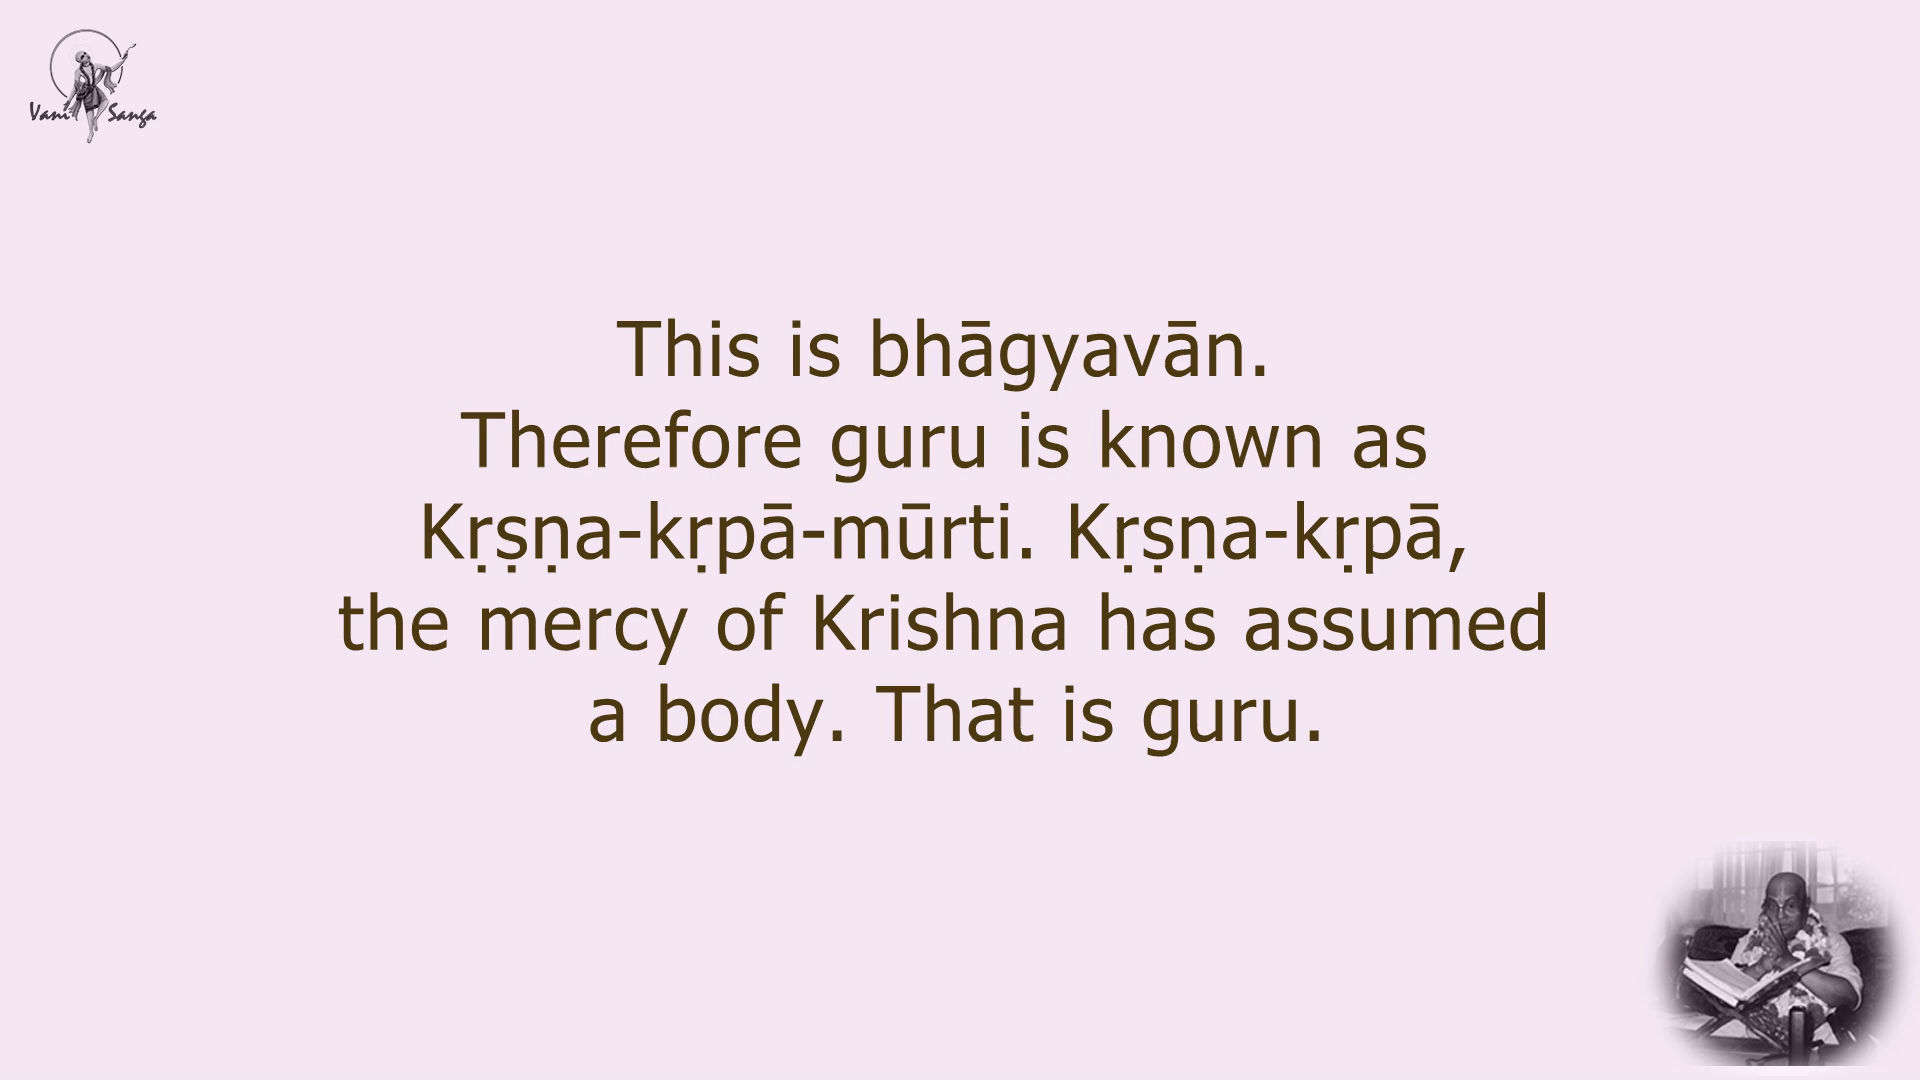 Vani Sanga
This is bhāgyavān.
Therefore guru is known as
Kṛṣṇa-kṛpā-mūrti. Kṛṣṇa-kṛpā,
the mercy of Krishna has assumed
a body. That is guru.